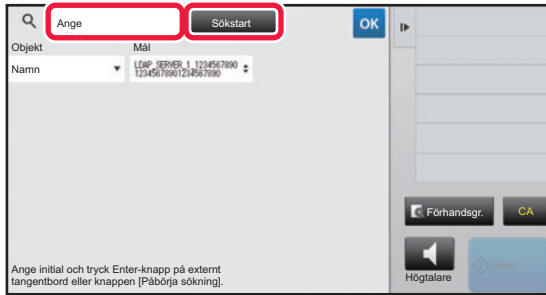 Ange
Sökstart
OK
Objekt
Mål
Namn
LDAP_SERVER_1_1234567890
12345678901234567890
Förhandsgr.
CA
Högtalare
Start
Ange initial och tryck Enter-knapp på externt
tangentbord eller knappen [Påbörja sökning].